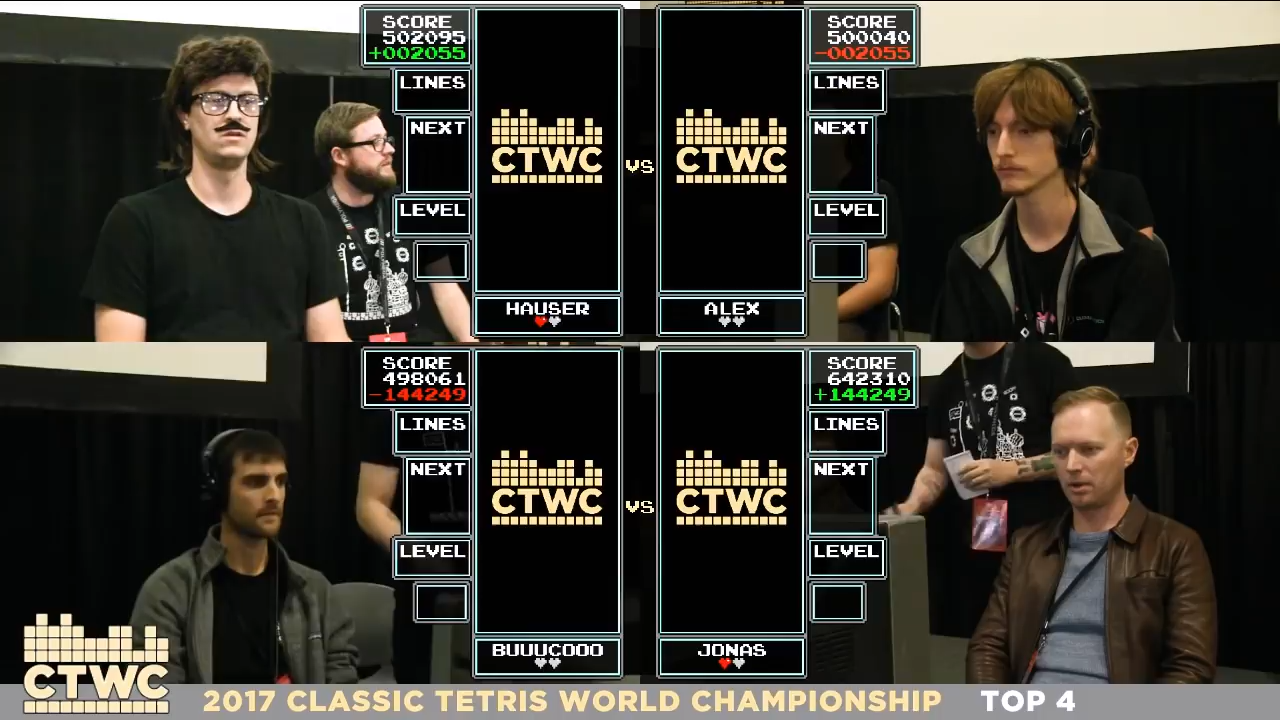 SCORE
502095
+002055
LINES
NEXT
LEVEL
CTWC
HAUSER
VS
SCORE
500040
-002055
LINES
NEXT
LEVEL
CTWC
ALEX
SCORE
498061
-144249
LINES
NEXT
LEVEL
CTWC
BUUUCOOO
VS
SCORE
642310
+144249
LINES
NEXT
LEVEL
CTWC
JONAS
CTWC
2017 CLASSIC TETRIS WORLD CHAMPIONSHIP TOP 4